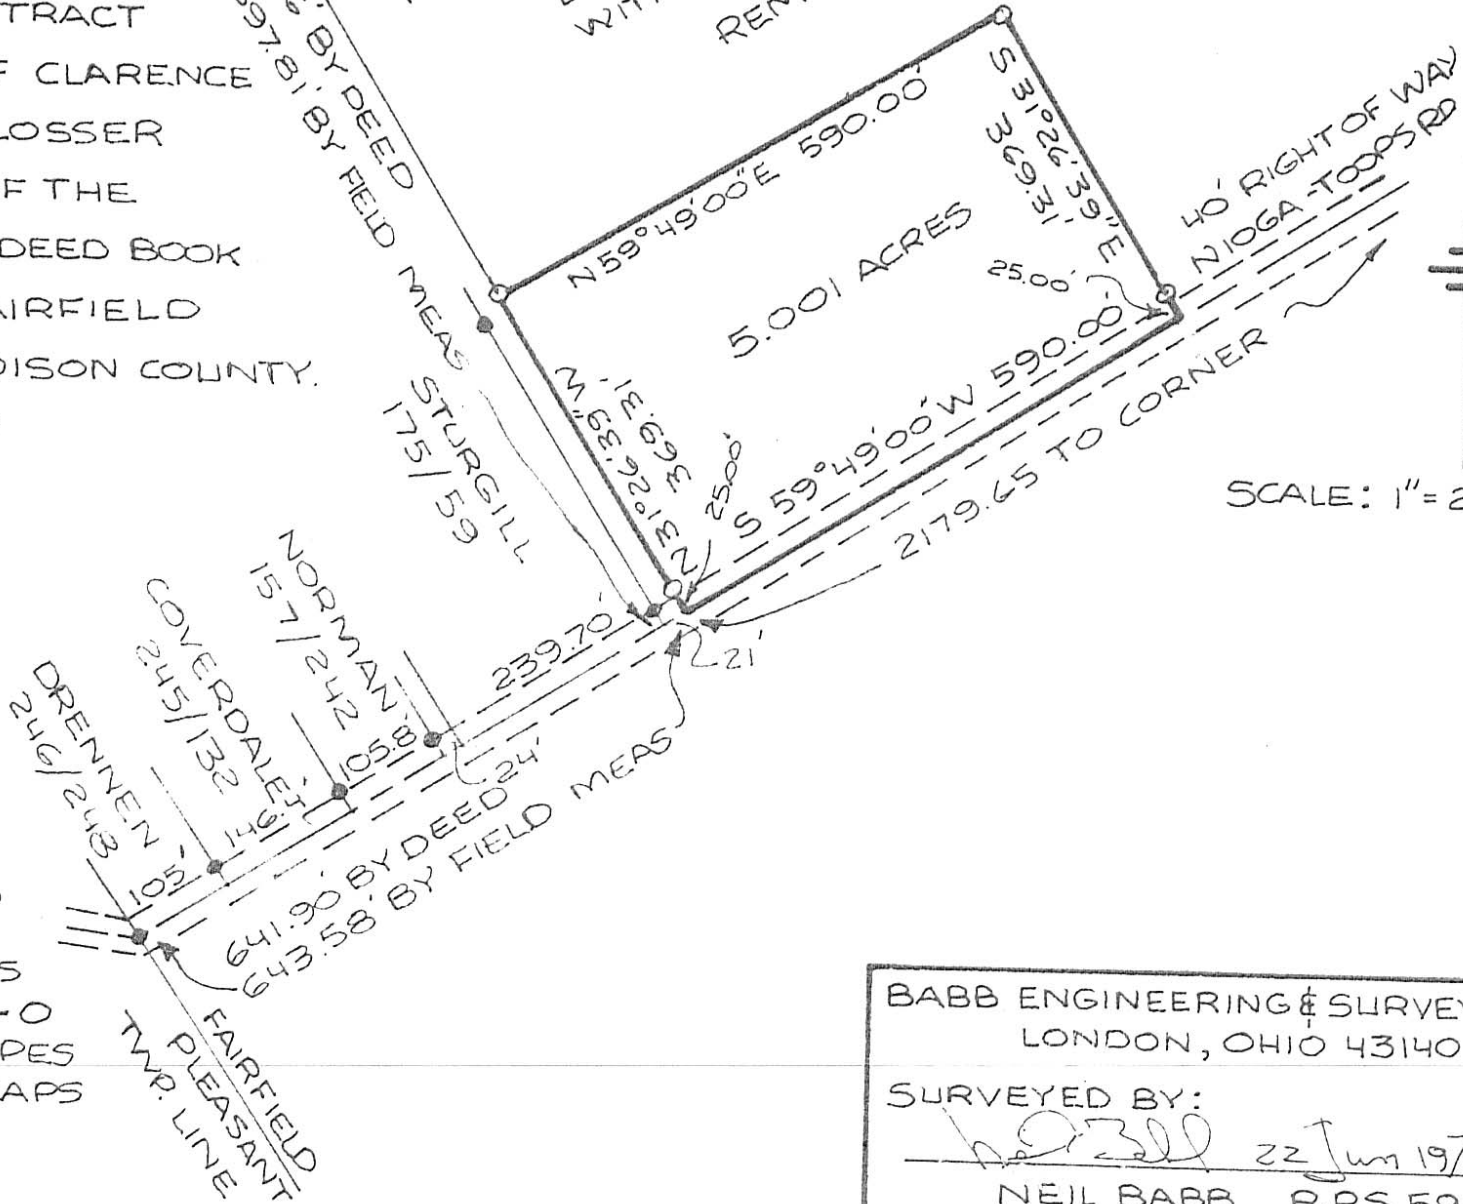 TRACT
F CLARENCE
LOSSER
F THE
DEED BOOK
AIRFIELD
DISON COUNTY.
6' BY DEED
597.81' BY FIELD MEAS
WIT
REM
N 59°49'00" E 590.00'
S 31°26'39" E
369.31'
5.001 ACRES
25.00'
40' RIGHT OF WAY
NIOGA-TOOPS RD
N 31°26'39" W
369.31'
25.00'
S 59°49'00" W 590.00'
2179.65 TO CORNER
SCALE: 1"=2
STURGILL
175/59
NORMAN
157/242
COVERDALE
245/132
DRENNEN
246/248
239.70'
21'
105.8'
24'
146.1'
105'
641.90' BY DEED
643.58' BY FIELD MEAS
FAIRFIELD
PLEASANT
TWP. LINE
S
-O
PES
APS
BABB ENGINEERING & SURVEY
LONDON, OHIO 43140
SURVEYED BY:
22 Jun 197
NEIL BABB